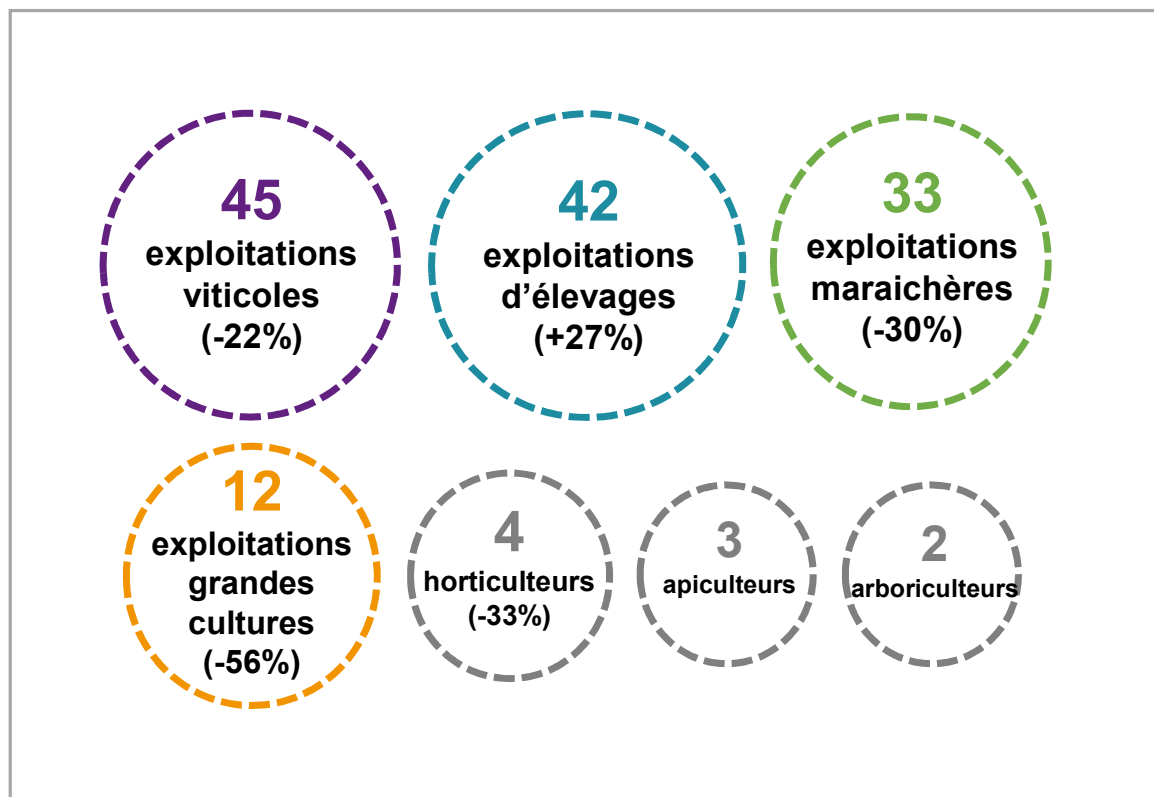 45
exploitations
viticoles
(-22%)
42
exploitations
d’élevages
(+27%)
33
exploitations
maraichères
(-30%)
12
exploitations
grandes
cultures
(-56%)
4
horticulteurs
(-33%)
3
apiculteurs
2
arboriculteurs